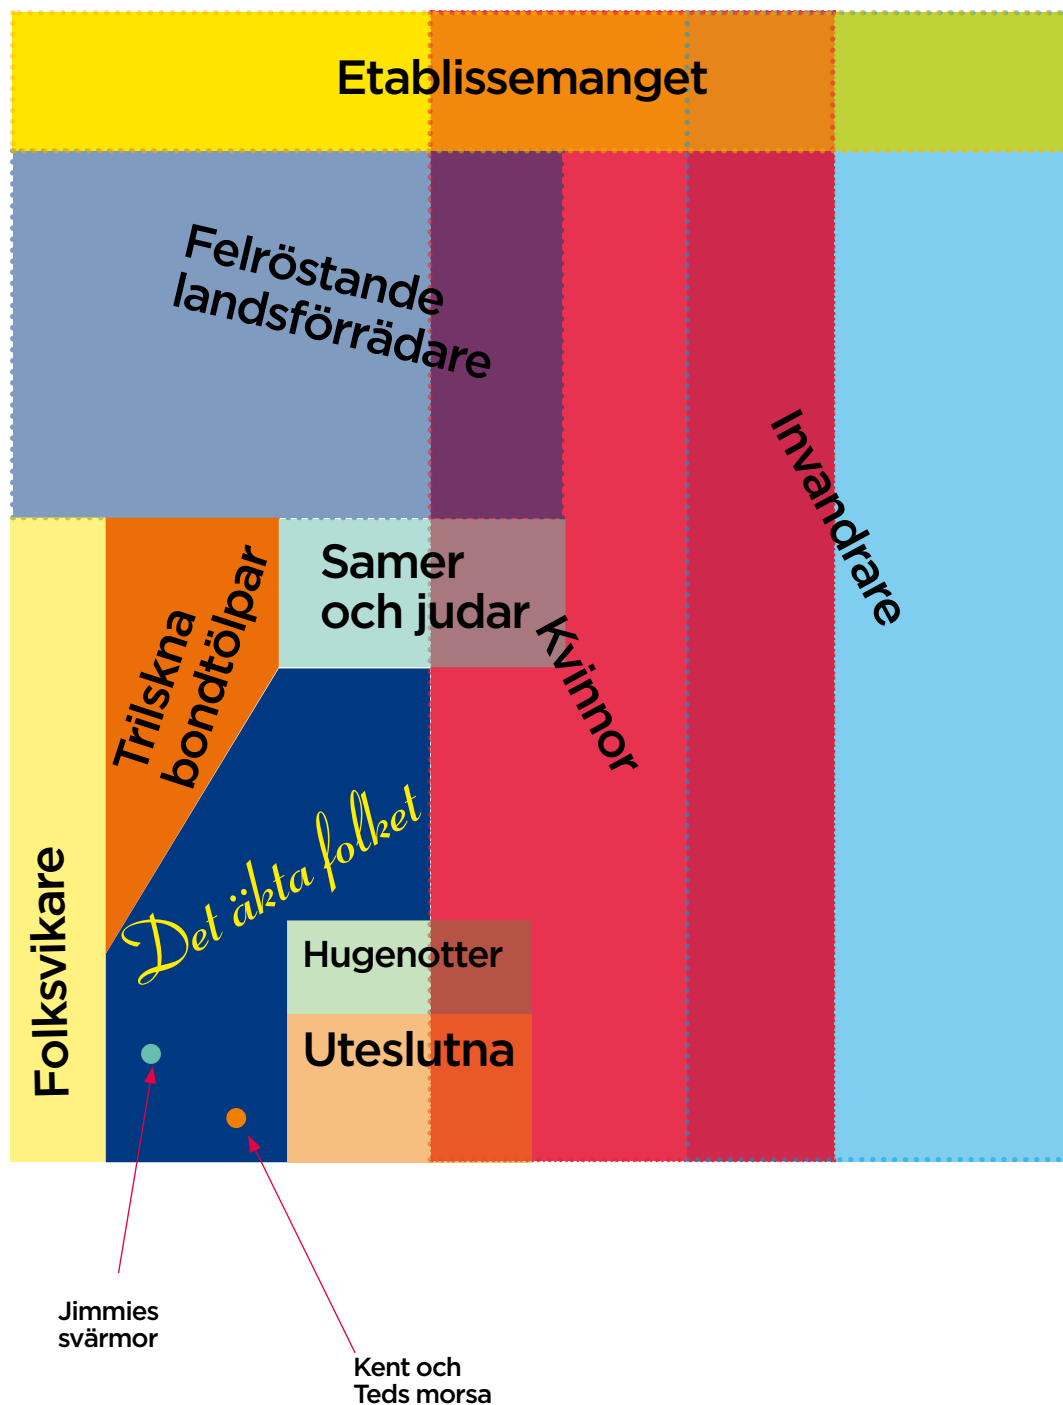 Etablissemanget
Felröstande
landsförrädare
Invandrare
Samer
och judar
Trilskna
bondtölpar
Kvinnor
Det äkta folket
Folksvikare
Hugenotter
Uteslutna
Jimmies
svärmor
Kent och
Teds morsa